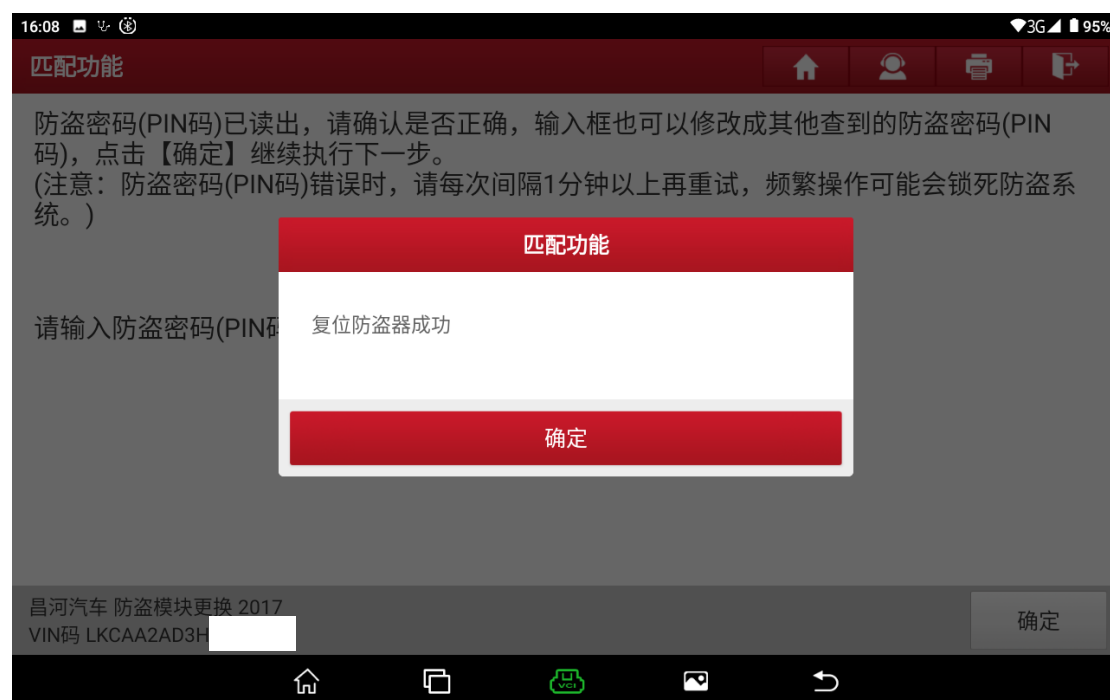 16:08
3G
95%
匹配功能
防盗密码(PIN码)已读出，请确认是否正确，输入框也可以修改成其他查到的防盗密码(PIN
码)，点击【确定】继续执行下一步。
(注意：防盗密码(PIN码)错误时，请每次间隔1分钟以上再重试，频繁操作可能会锁死防盗系
统。)
匹配功能
请输入防盗密码(PIN码
复位防盗器成功
确定
昌河汽车 防盗模块更换 2017
VIN码 LKCAA2AD3H
确定
VCI